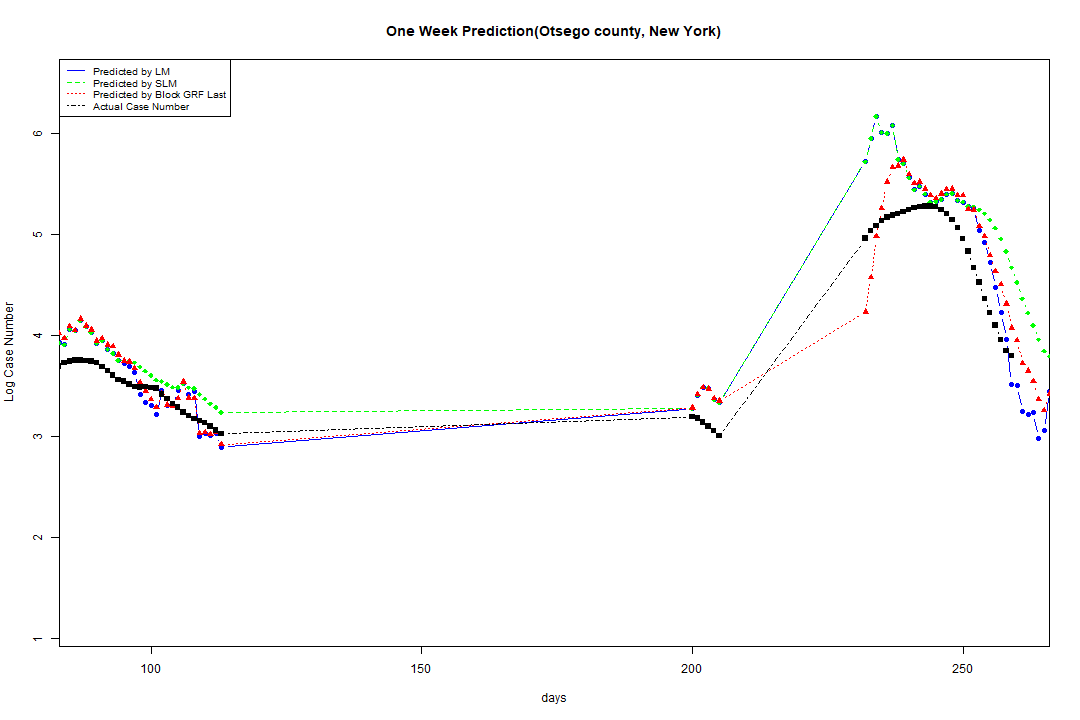 One Week Prediction(Otsego county, New York)
Predicted by LM
Predicted by SLM
Predicted by Block GRF Last
Actual Case Number
Log Case Number
6
5
4
3
2
1
100 150 200 250
days